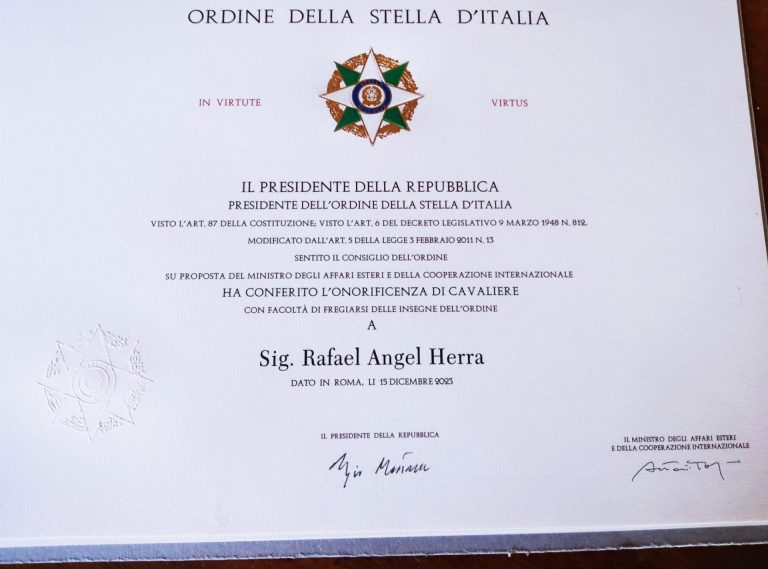 ORDINE DELLA STELLA D'ITALIA
IN VIRTUTE VIRTUS
IL PRESIDENTE DELLA REPUBBLICA
PRESIDENTE DELL'ORDINE DELLA STELLA D'ITALIA
VISTO L'ART. 87 DELLA COSTITUZIONE; VISTO L'ART. 6 DEL DECRETO LEGISLATIVO 9 MARZO 1948 N. 812,
MODIFICATO DALL'ART. 5 DELLA LEGGE 3 FEBBRAIO 2011 N. 13
SENTITO IL CONSIGLIO DELL'ORDINE
SU PROPOSTA DEL MINISTRO DEGLI AFFARI ESTERI E DELLA COOPERAZIONE INTERNAZIONALE
HA CONFERITO L'ONORIFICENZA DI CAVALIERE
CON FACOLTÀ DI FREGIARSI DELLE INSEGNE DELL'ORDINE
A
Sig. Rafael Angel Herra
DATO IN ROMA, LI 15 DICEMBRE 2023
IL PRESIDENTE DELLA REPUBBLICA
IL MINISTRO DEGLI AFFARI ESTERI
E DELLA COOPERAZIONE INTERNAZIONALE